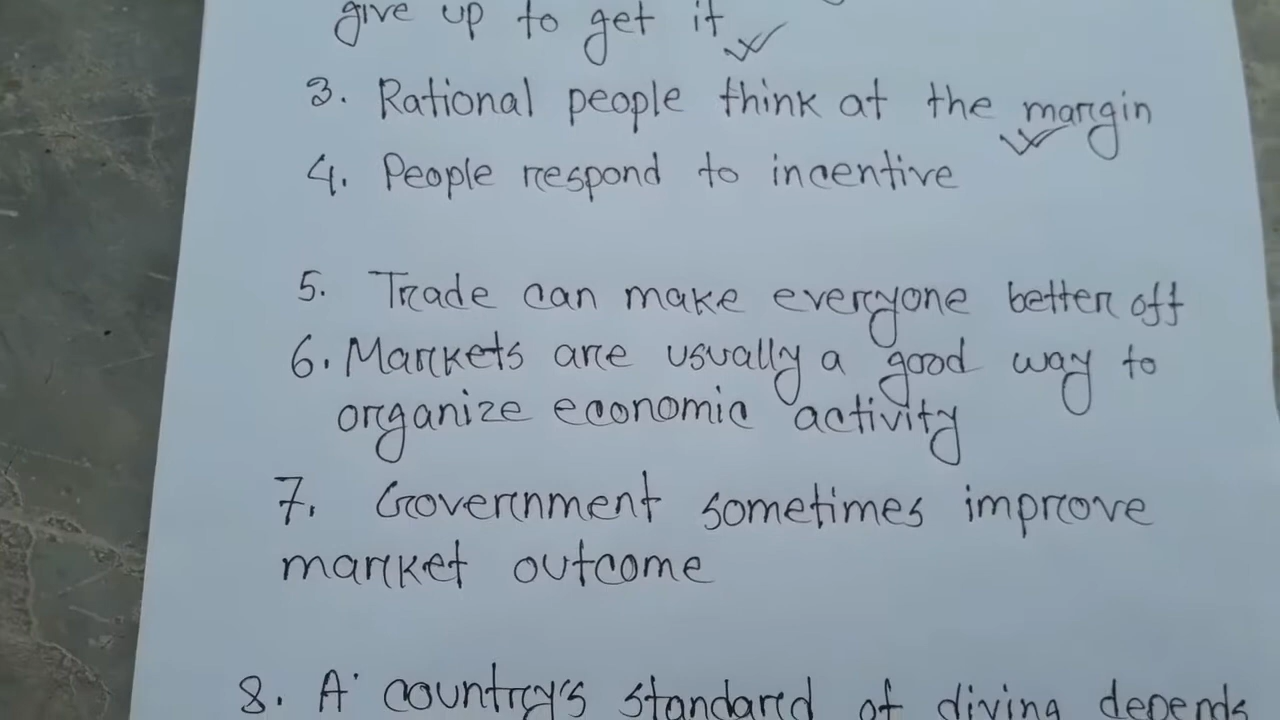 give up to get it
3. Rational people think at the margin
4. People respond to incentive
5. Trade can make everyone better off
6. Markets are usually a good way to
organize economic activity
7. Government sometimes improve
market outcome
8. A country's standard of diving depends